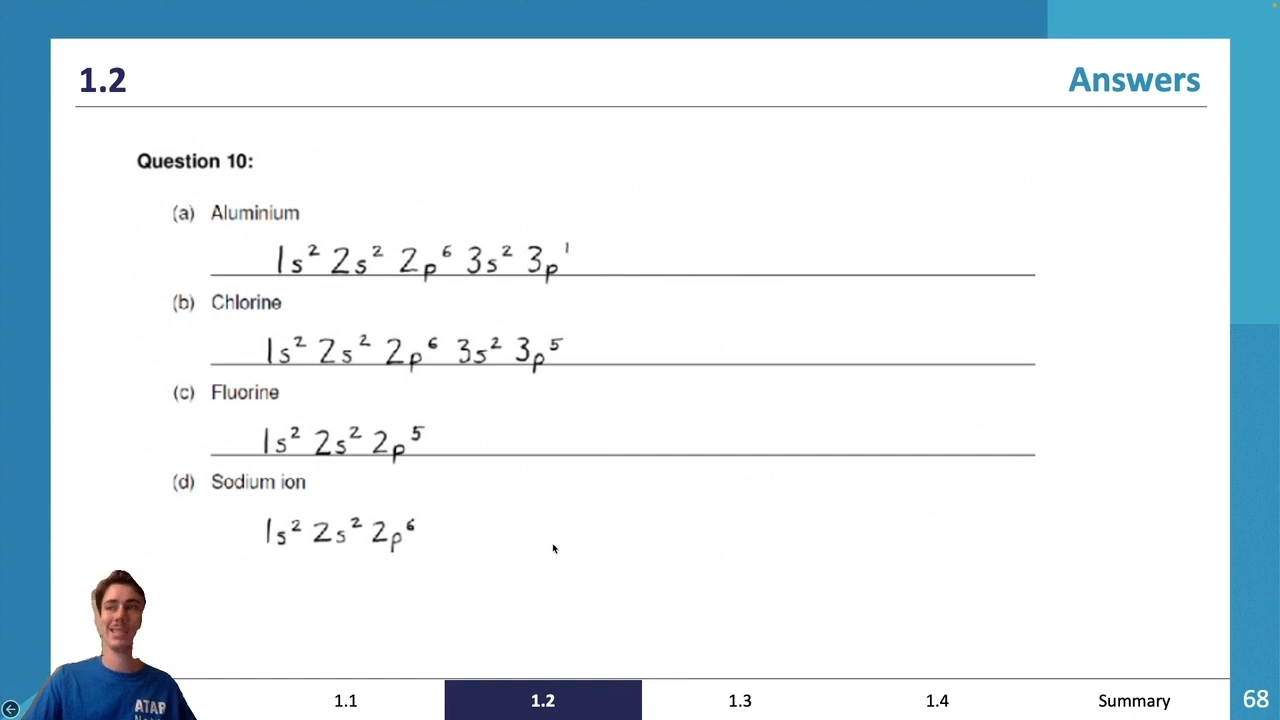 1.2
Answers
Question 10:
(a) Aluminium
1s² 2s² 2p⁶ 3s² 3p¹
(b) Chlorine
1s² 2s² 2p⁶ 3s² 3p⁵
(c) Fluorine
1s² 2s² 2p⁵
(d) Sodium ion
1s² 2s² 2p⁶
ATAR
1.1 1.2 1.3 1.4 Summary 68